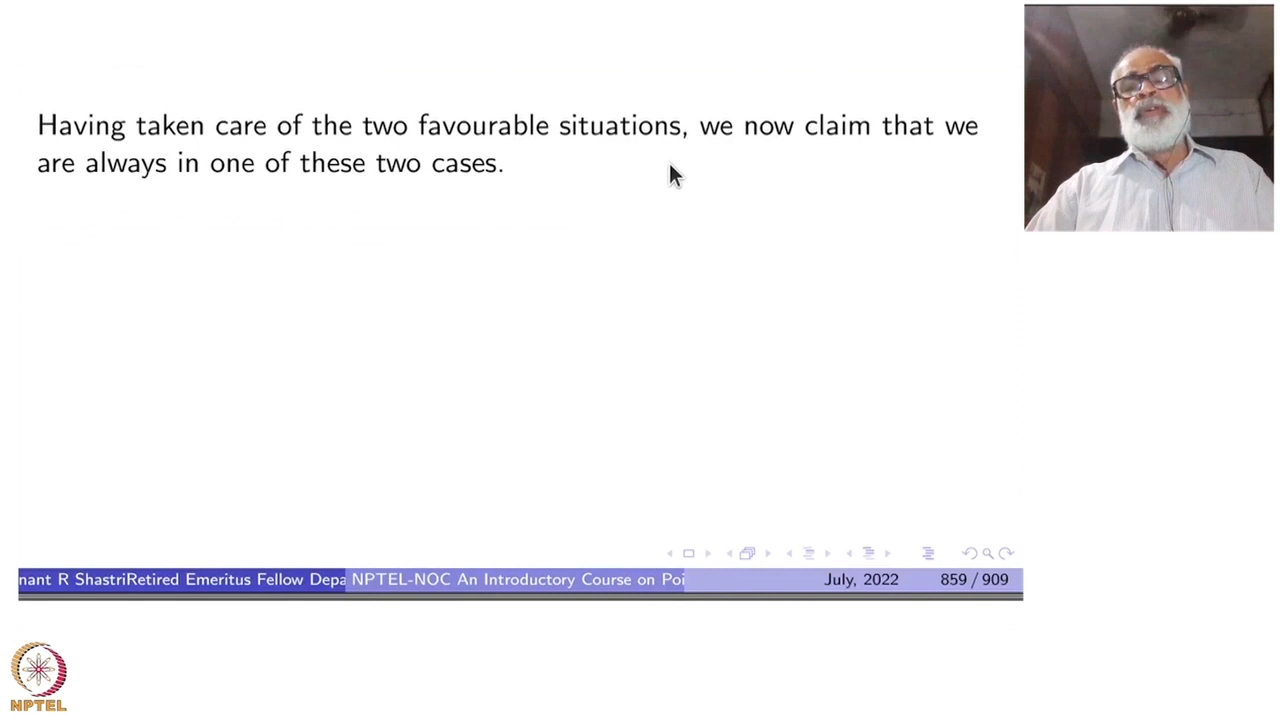 Having taken care of the two favourable situations, we now claim that we
are always in one of these two cases.
nant R ShastriRetired Emeritus Fellow Depa NPTEL-NOC An Introductory Course on Poi July, 2022 859 / 909
NPTEL